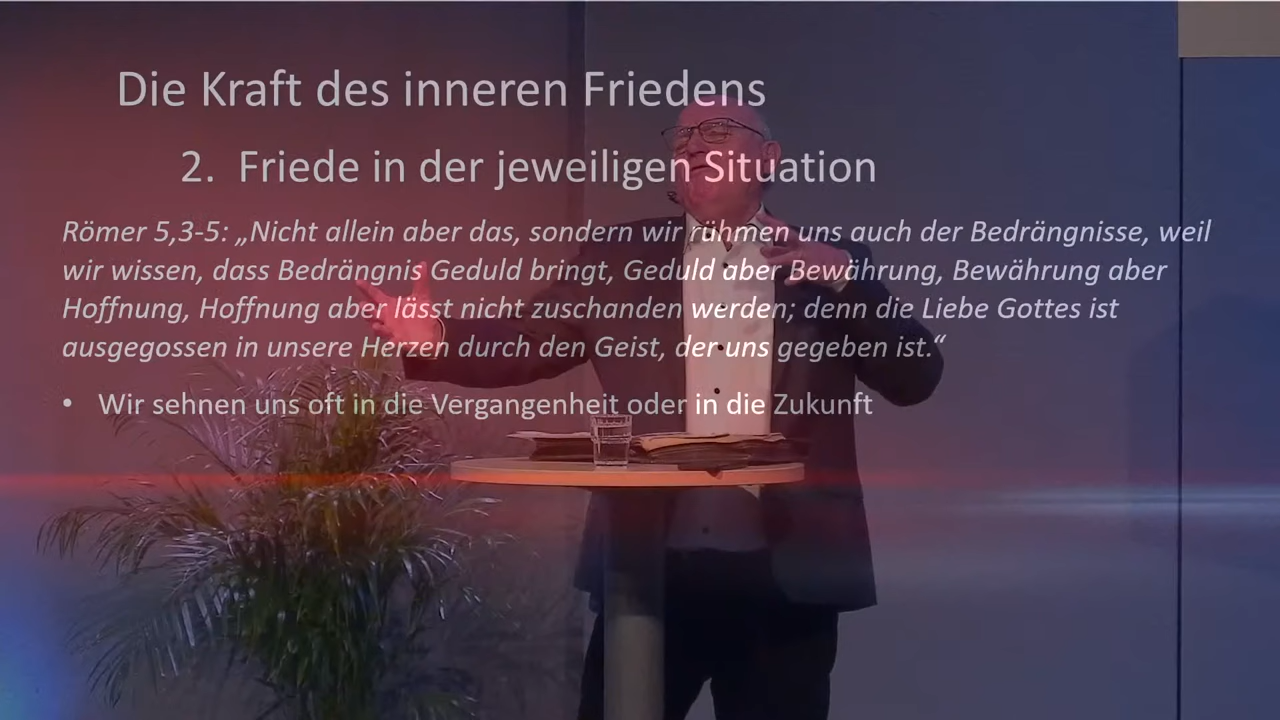 Die Kraft des inneren Friedens
2. Friede in der jeweiligen Situation
Römer 5,3-5: „Nicht allein aber das, sondern wir rühmen uns auch der Bedrängnisse, weil
wir wissen, dass Bedrängnis Geduld bringt, Geduld aber Bewährung, Bewährung aber
Hoffnung, Hoffnung aber lässt nicht zuschanden werden; denn die Liebe Gottes ist
ausgegossen in unsere Herzen durch den Geist, der uns gegeben ist.“
• Wir sehnen uns oft in die Vergangenheit oder in die Zukunft